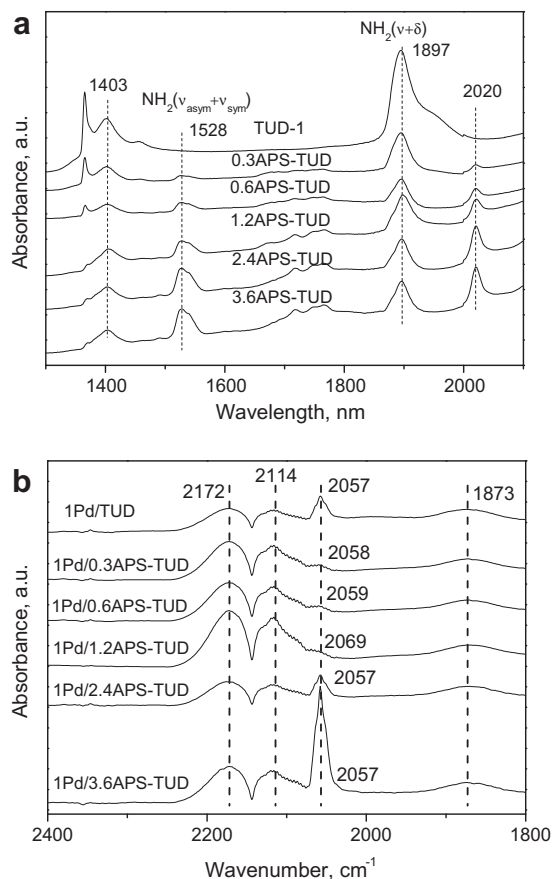 a
NH₂(ν+δ)
1403
1897
NH₂(νasym+νsym)
2020
1528
TUD-1
0.3APS-TUD
0.6APS-TUD
1.2APS-TUD
2.4APS-TUD
3.6APS-TUD
Absorbance, a.u.
1400 1600 1800 2000
Wavelength, nm
b
2172 2114 2057 1873
1Pd/TUD
1Pd/0.3APS-TUD 2058
1Pd/0.6APS-TUD 2059
1Pd/1.2APS-TUD 2069
1Pd/2.4APS-TUD 2057
1Pd/3.6APS-TUD 2057
Absorbance, a.u.
2400 2200 2000 1800
Wavenumber, cm⁻¹